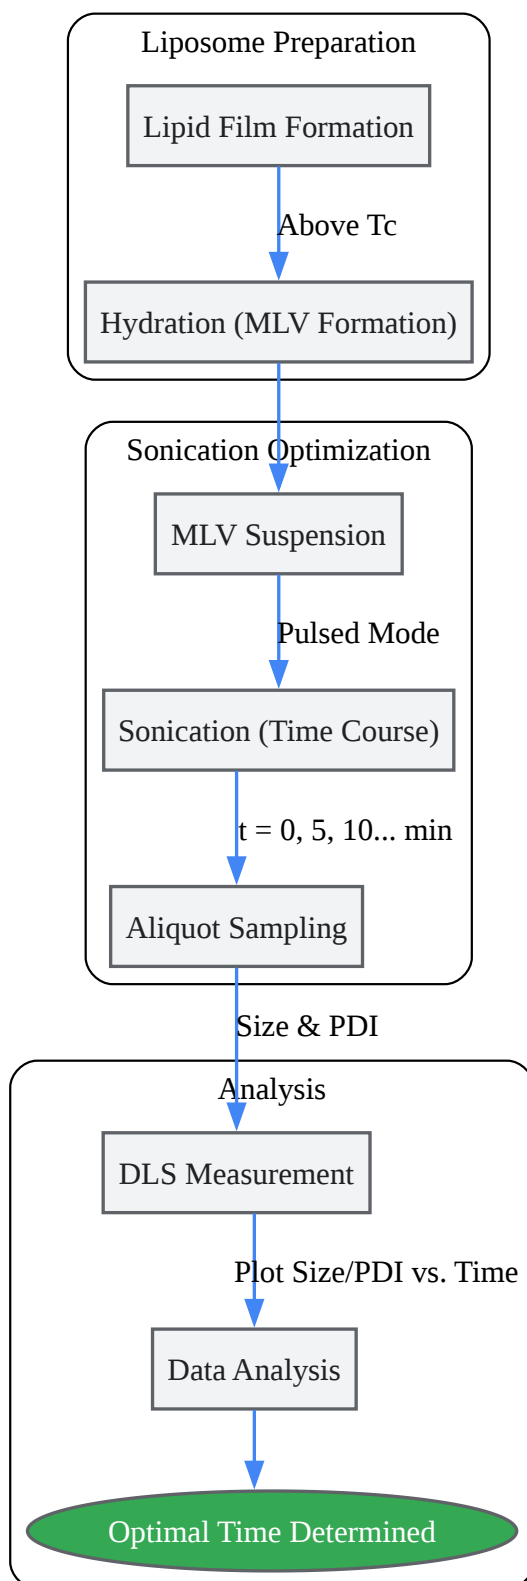 Liposome Preparation
Lipid Film Formation
Above Tc
Hydration (MLV Formation)
Sonication Optimization
MLV Suspension
Pulsed Mode
Sonication (Time Course)
t = 0, 5, 10... min
Aliquot Sampling
Size & PDI
Analysis
DLS Measurement
Plot Size/PDI vs. Time
Data Analysis
Optimal Time Determined